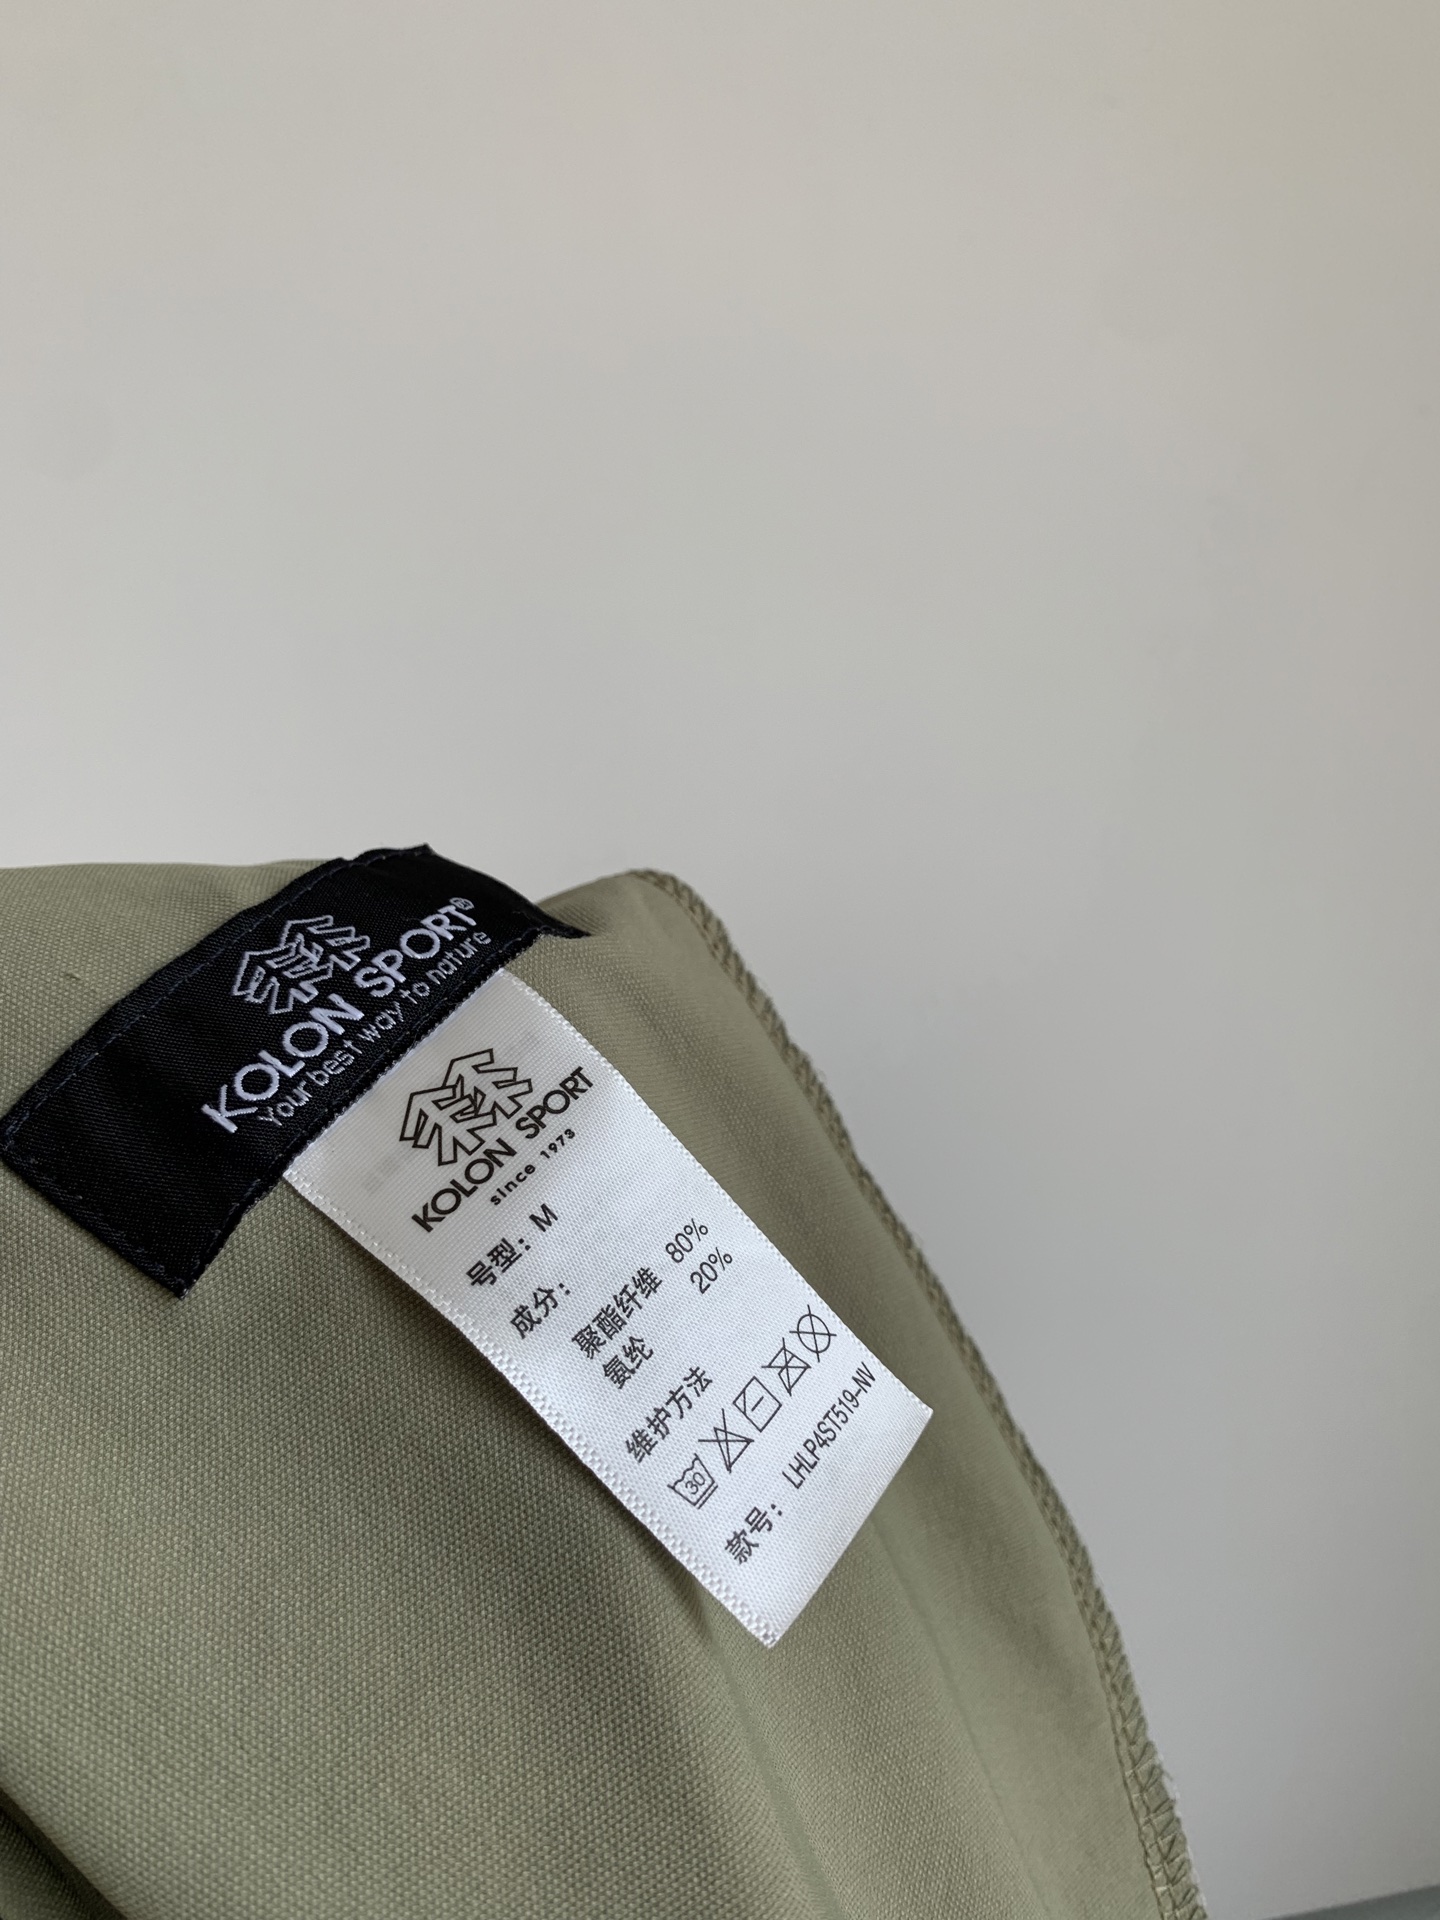 KOLON SPORT®
Your best way to nature
KOLON SPORT
since 1973
号型：M
成分：
聚酯纤维 80%
氨纶 20%
维护方法
30
款号： LHLP4ST519-NV